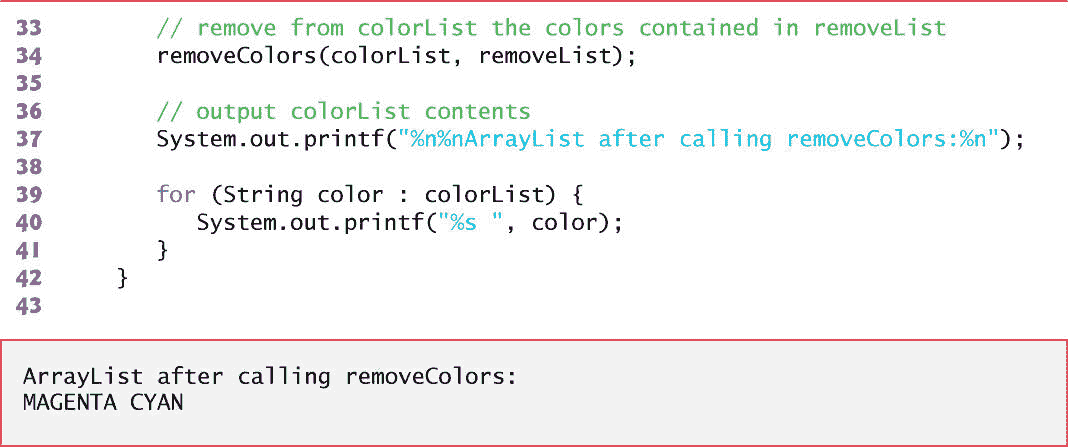 33         // remove from colorList the colors contained in removeList
34         removeColors(colorList, removeList);
35
36         // output colorList contents
37         System.out.printf("%n%nArrayList after calling removeColors:%n");
38
39         for (String color : colorList) {
40            System.out.printf("%s ", color);
41         }
42      }
43
ArrayList after calling removeColors:
MAGENTA CYAN